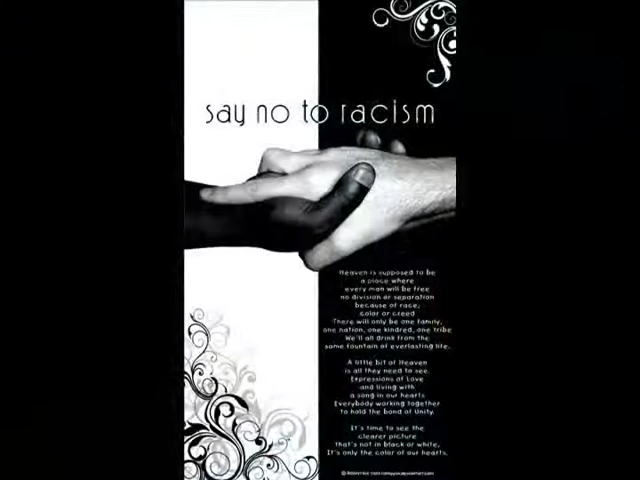 say no to racism
Heaven is supposed to be
a place where
every man will be free
no division or separation
because of race,
color or creed
There will only be one family,
one nation, one kindred, one tribe
We'll all drink from the
same fountain of everlasting life.
A little bit of Heaven
is all they need to see.
Expressions of Love
and living with
a song in our hearts
Everybody working together
to hold the bond of Unity.
It's time to see the
clearer picture
that's not in black or white,
It's only the color of our hearts.